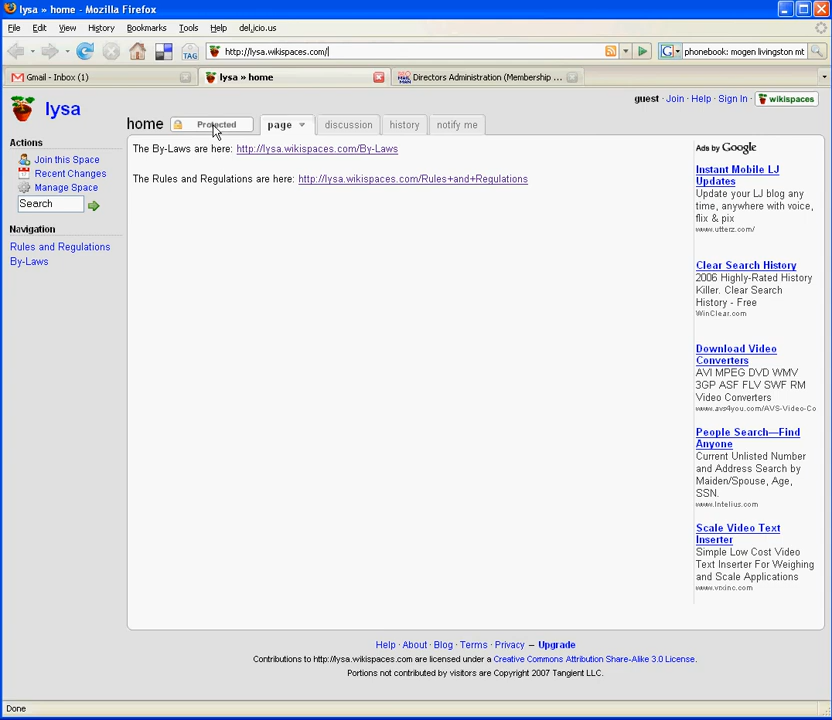 lysa » home - Mozilla Firefox
File Edit View History Bookmarks Tools Help del,icio.us
TAG http://lysa.wikispaces.com/ G phonebook: mogen livingston mt
Gmail - Inbox (1) lysa » home MAIL MAN Directors Administration (Membership ...
guest · Join · Help · Sign In · wikispaces
lysa
home Protected page discussion history notify me
Actions
Join this Space
Recent Changes
Manage Space
Search
Navigation
Rules and Regulations
By-Laws
The By-Laws are here: http://lysa.wikispaces.com/By-Laws
The Rules and Regulations are here: http://lysa.wikispaces.com/Rules+and+Regulations
Ads by Google
Instant Mobile LJ
Updates
Update your LJ blog any
time, anywhere with voice,
flix & pix
www.utterz.com/
Clear Search History
2006 Highly-Rated History
Killer. Clear Search
History - Free
WinClear.com
Download Video
Converters
AVI MPEG DVD WMV
3GP ASF FLV SWF RM
Video Converters
www.avs4you.com/AVS-Video-Co
People Search—Find
Anyone
Current Unlisted Number
and Address Search by
Maiden/Spouse, Age,
SSN.
www.Intelius.com
Scale Video Text
Inserter
Simple Low Cost Video
Text Inserter For Weighing
and Scale Applications
Help · About · Blog · Terms · Privacy – Upgrade
Contributions to http://lysa.wikispaces.com are licensed under a Creative Commons Attribution Share-Alike 3.0 License.
Portions not contributed by visitors are Copyright 2007 Tangient LLC.
Done